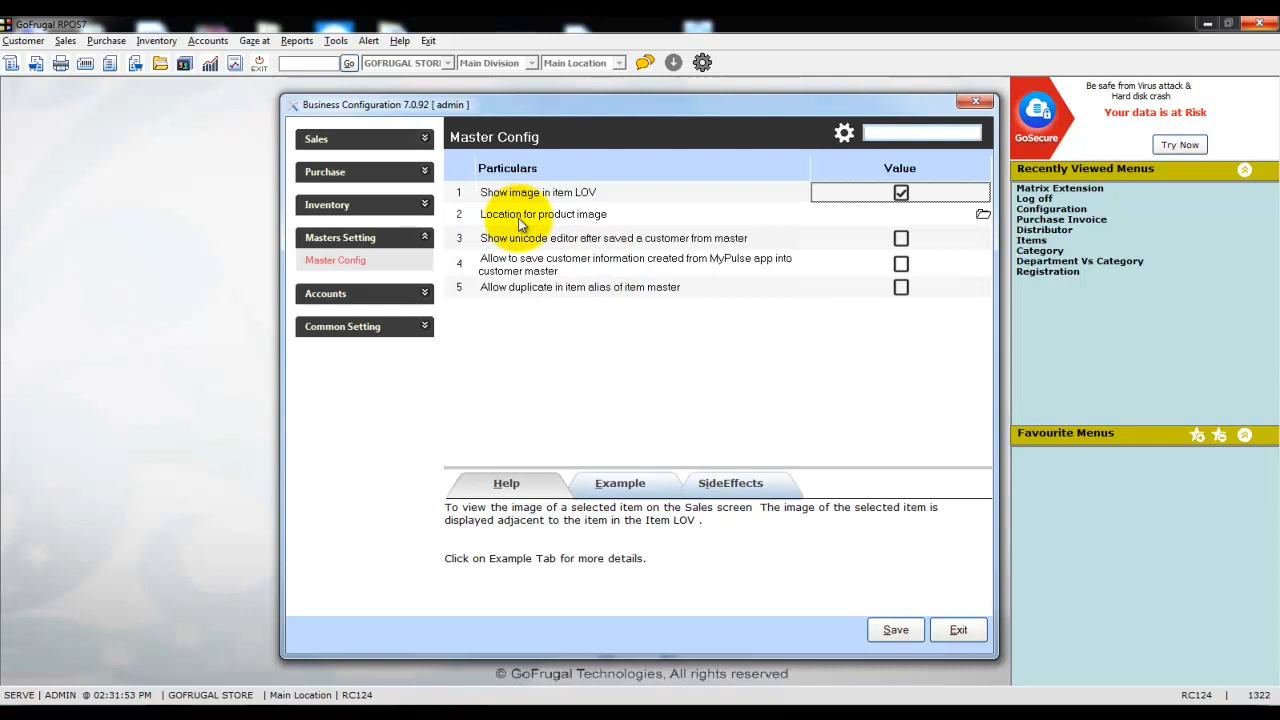 GoFrugal RPOS7
Customer Sales Purchase Inventory Accounts Gaze at Reports Tools Alert Help Exit
EXIT Go GOFRUGAL STORI Main Division Main Location
Business Configuration 7.0.92 [ admin ]
Sales
Purchase
Inventory
Masters Setting
Master Config
Accounts
Common Setting
Master Config
Particulars Value
1 Show image in item LOV
2 Location for product image
3 Show unicode editor after saved a customer from master
4 Allow to save customer information created from MyPulse app into
customer master
5 Allow duplicate in item alias of item master
Help Example SideEffects
To view the image of a selected item on the Sales screen The image of the selected item is
displayed adjacent to the item in the Item LOV .
Click on Example Tab for more details.
Save Exit
GoSecure
Be safe from Virus attack &
Hard disk crash
Your data is at Risk
Try Now
Recently Viewed Menus
Matrix Extension
Log off
Configuration
Purchase Invoice
Distributor
Items
Category
Department Vs Category
Registration
Favourite Menus
© GoFrugal Technologies, All rights reserved
SERVE | ADMIN @ 02:31:53 PM | GOFRUGAL STORE | Main Location | RC124 RC124 | 1322